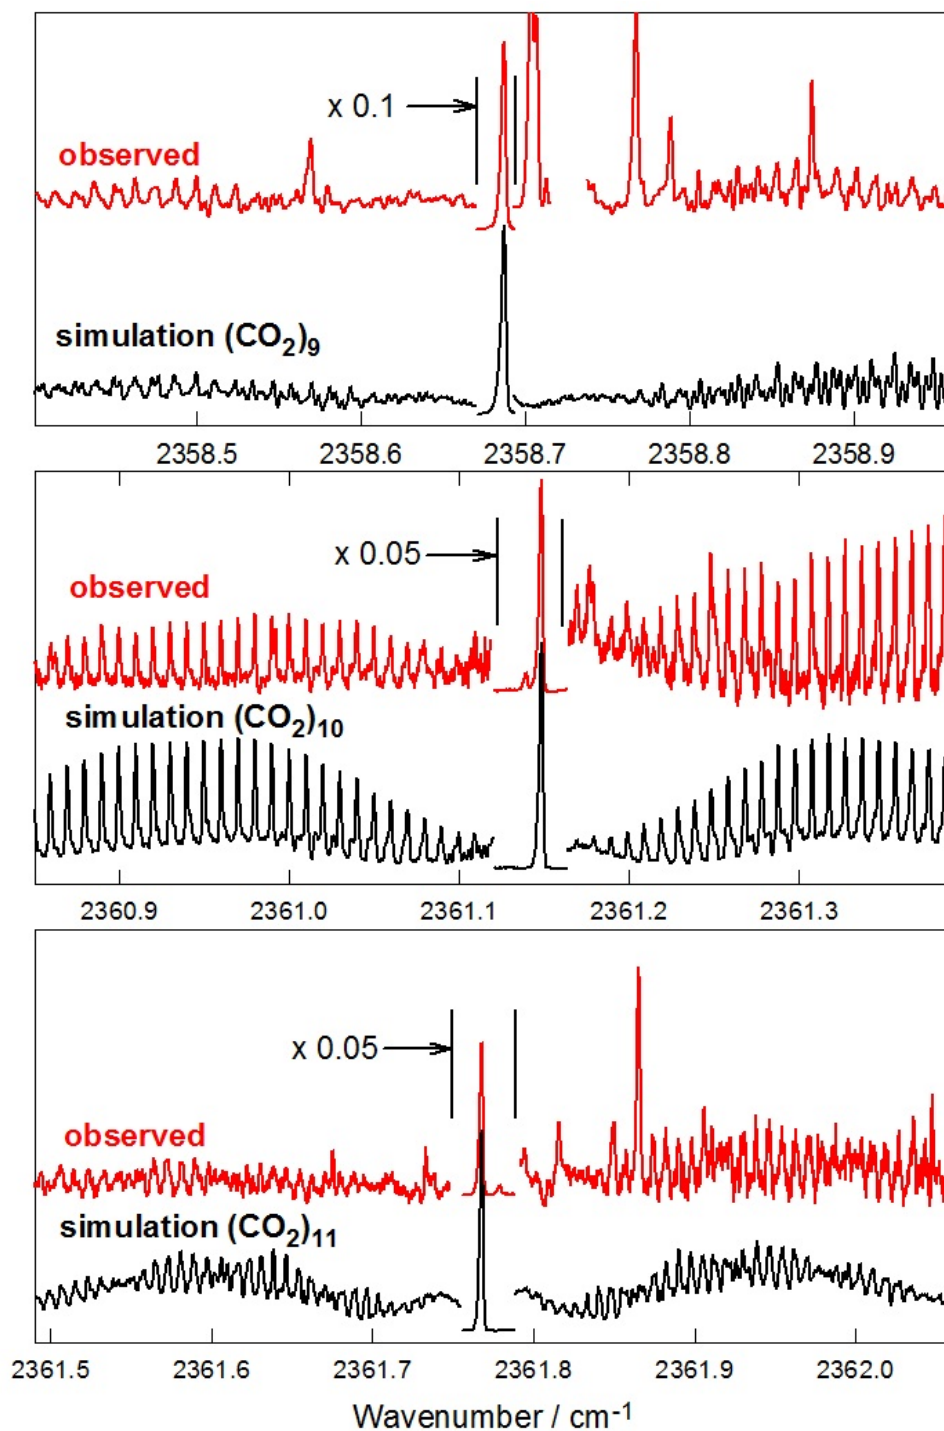 x 0.1
observed
simulation (CO₂)₉
2358.5 2358.6 2358.7 2358.8 2358.9
x 0.05
observed
simulation (CO₂)₁₀
2360.9 2361.0 2361.1 2361.2 2361.3
x 0.05
observed
simulation (CO₂)₁₁
2361.5 2361.6 2361.7 2361.8 2361.9 2362.0
Wavenumber / cm⁻¹